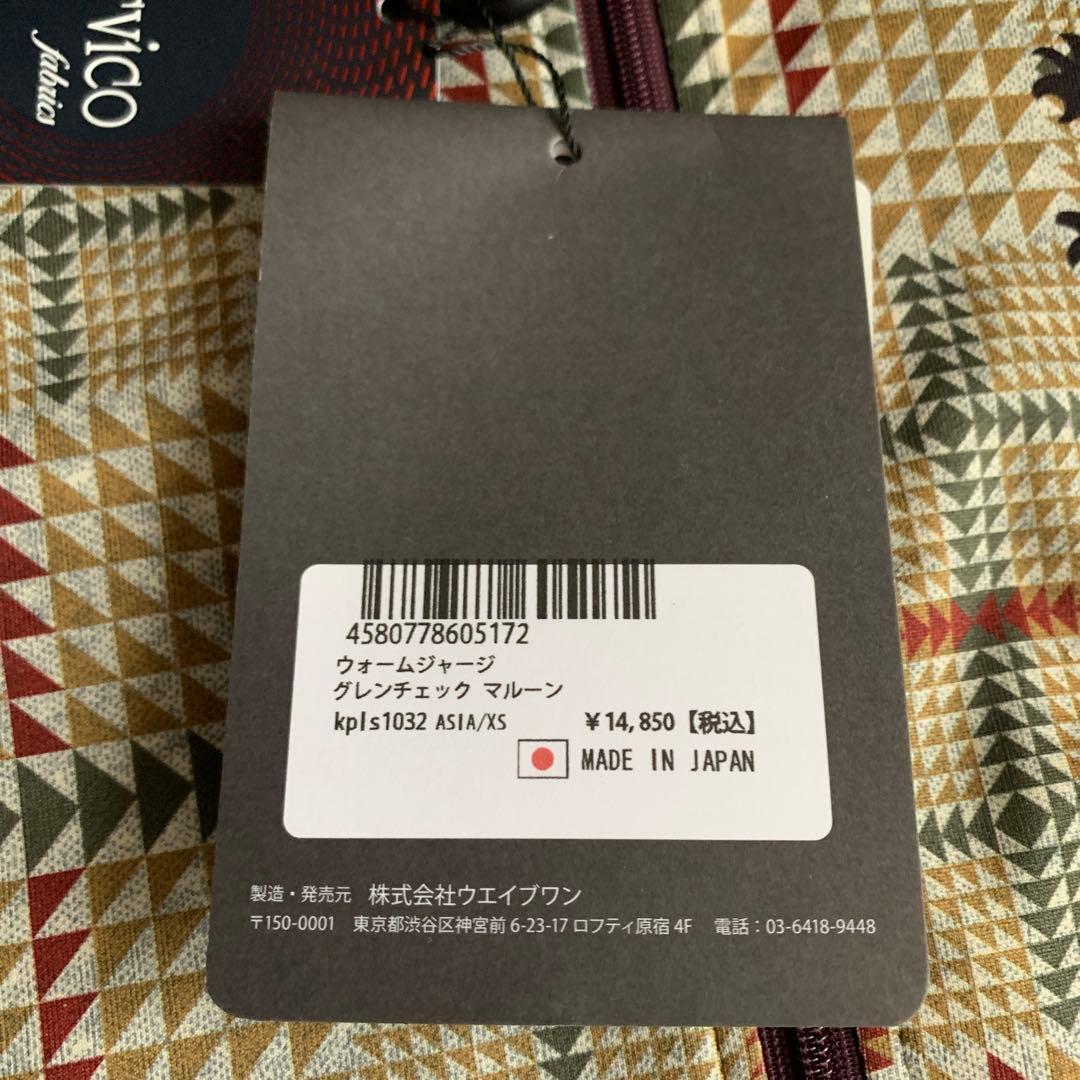 fabrics
4580778605172
ウォームジャージ
グレンチェック マルーン
kpls1032 ASIA/XS ¥14,850【税込】
MADE IN JAPAN
製造・発売元 株式会社ウエイブワン
〒150-0001 東京都渋谷区神宮前 6-23-17 ロフティ原宿 4F 電話：03-6418-9448